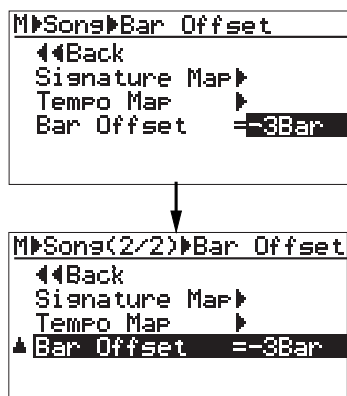 M▶Song▶Bar Offset
◀◀Back
Signature Map▶
Tempo Map ▶
Bar Offset =-3Bar
M▶Song(2/2)▶Bar Offset
◀◀Back
Signature Map▶
Tempo Map ▶
▲Bar Offset =-3Bar